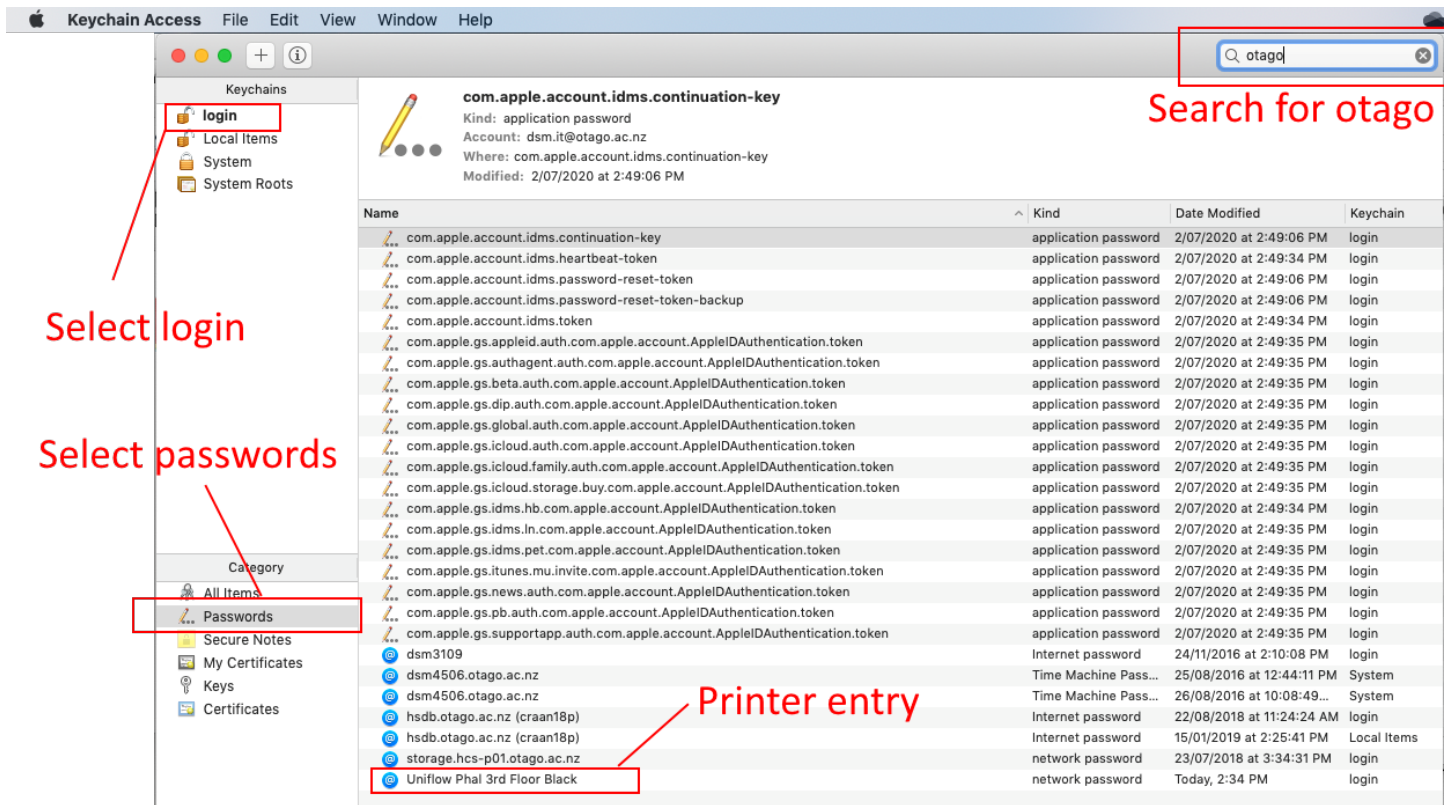 Keychain Access File Edit View Window Help
otago
Search for otago
Keychains
login
Local Items
System
System Roots
com.apple.account.idms.continuation-key
Kind: application password
Account: dsm.it@otago.ac.nz
Where: com.apple.account.idms.continuation-key
Modified: 2/07/2020 at 2:49:06 PM
Select login
Select passwords
Category
All Items
Passwords
Secure Notes
My Certificates
Keys
Certificates
Name Kind Date Modified Keychain
com.apple.account.idms.continuation-key application password 2/07/2020 at 2:49:06 PM login
com.apple.account.idms.heartbeat-token application password 2/07/2020 at 2:49:34 PM login
com.apple.account.idms.password-reset-token application password 2/07/2020 at 2:49:06 PM login
com.apple.account.idms.password-reset-token-backup application password 2/07/2020 at 2:49:06 PM login
com.apple.account.idms.token application password 2/07/2020 at 2:49:34 PM login
com.apple.gs.appleid.auth.com.apple.account.AppleIDAuthentication.token application password 2/07/2020 at 2:49:35 PM login
com.apple.gs.authagent.auth.com.apple.account.AppleIDAuthentication.token application password 2/07/2020 at 2:49:35 PM login
com.apple.gs.beta.auth.com.apple.account.AppleIDAuthentication.token application password 2/07/2020 at 2:49:35 PM login
com.apple.gs.dip.auth.com.apple.account.AppleIDAuthentication.token application password 2/07/2020 at 2:49:35 PM login
com.apple.gs.global.auth.com.apple.account.AppleIDAuthentication.token application password 2/07/2020 at 2:49:35 PM login
com.apple.gs.icloud.auth.com.apple.account.AppleIDAuthentication.token application password 2/07/2020 at 2:49:35 PM login
com.apple.gs.icloud.family.auth.com.apple.account.AppleIDAuthentication.token application password 2/07/2020 at 2:49:35 PM login
com.apple.gs.icloud.storage.buy.com.apple.account.AppleIDAuthentication.token application password 2/07/2020 at 2:49:35 PM login
com.apple.gs.idms.hb.com.apple.account.AppleIDAuthentication.token application password 2/07/2020 at 2:49:34 PM login
com.apple.gs.idms.ln.com.apple.account.AppleIDAuthentication.token application password 2/07/2020 at 2:49:35 PM login
com.apple.gs.idms.pet.com.apple.account.AppleIDAuthentication.token application password 2/07/2020 at 2:49:35 PM login
com.apple.gs.itunes.mu.invite.com.apple.account.AppleIDAuthentication.token application password 2/07/2020 at 2:49:35 PM login
com.apple.gs.news.auth.com.apple.account.AppleIDAuthentication.token application password 2/07/2020 at 2:49:35 PM login
com.apple.gs.pb.auth.com.apple.account.AppleIDAuthentication.token application password 2/07/2020 at 2:49:35 PM login
com.apple.gs.supportapp.auth.com.apple.account.AppleIDAuthentication.token application password 2/07/2020 at 2:49:35 PM login
dsm3109 Internet password 24/11/2016 at 2:10:08 PM login
dsm4506.otago.ac.nz Time Machine Pass... 25/08/2016 at 12:44:11 PM System
dsm4506.otago.ac.nz Time Machine Pass... 26/08/2016 at 10:08:49... System
Printer entry
hsdb.otago.ac.nz (craan18p) Internet password 22/08/2018 at 11:24:24 AM login
hsdb.otago.ac.nz (craan18p) Internet password 15/01/2019 at 2:25:41 PM Local Items
storage.hcs-p01.otago.ac.nz network password 23/07/2018 at 3:34:31 PM login
Uniflow Phal 3rd Floor Black network password Today, 2:34 PM login